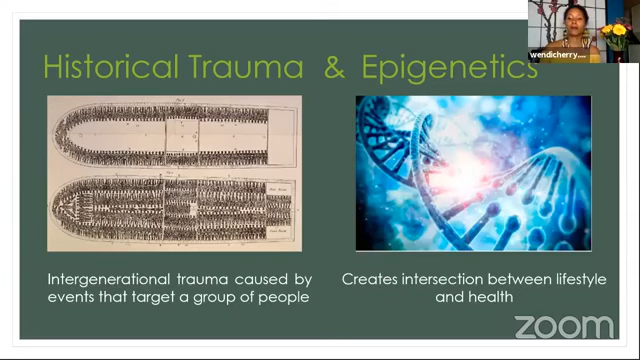 wendicherry....
Historical Trauma & Epigenetics
Intergenerational trauma caused by
events that target a group of people
Creates intersection between lifestyle
and health
zoom